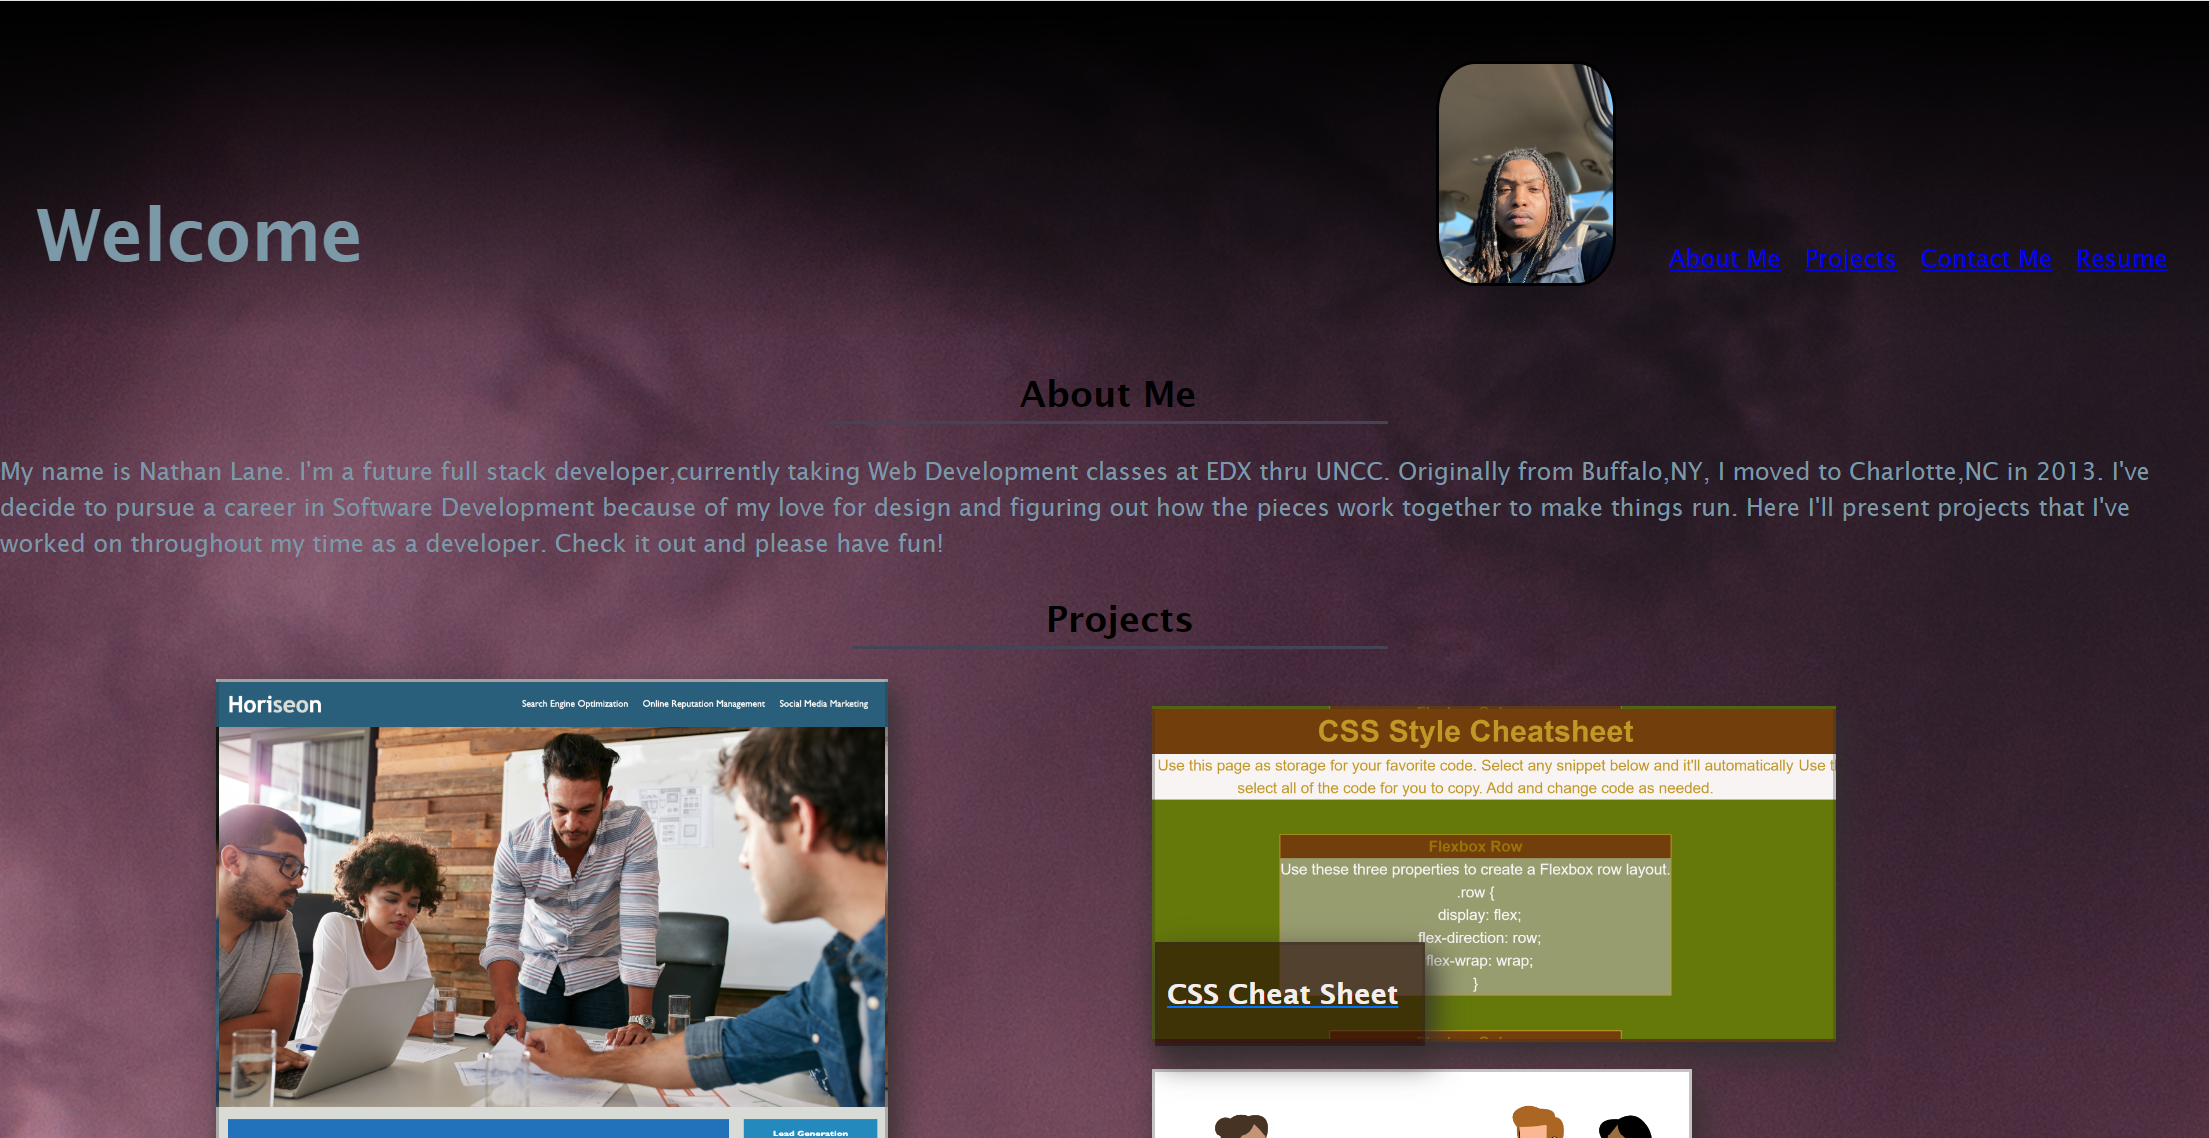 Welcome
About Me Projects Contact Me Resume
About Me
My name is Nathan Lane. I'm a future full stack developer,currently taking Web Development classes at EDX thru UNCC. Originally from Buffalo,NY, I moved to Charlotte,NC in 2013. I've
decide to pursue a career in Software Development because of my love for design and figuring out how the pieces work together to make things run. Here I'll present projects that I've
worked on throughout my time as a developer. Check it out and please have fun!
Projects
Horiseon
Search Engine Optimization Online Reputation Management Social Media Marketing
Lead Generation
CSS Style Cheatsheet
Use this page as storage for your favorite code. Select any snippet below and it'll automatically Use t
select all of the code for you to copy. Add and change code as needed.
Flexbox Row
Use these three properties to create a Flexbox row layout.
.row {
display: flex;
flex-direction: row;
flex-wrap: wrap;
}
CSS Cheat Sheet